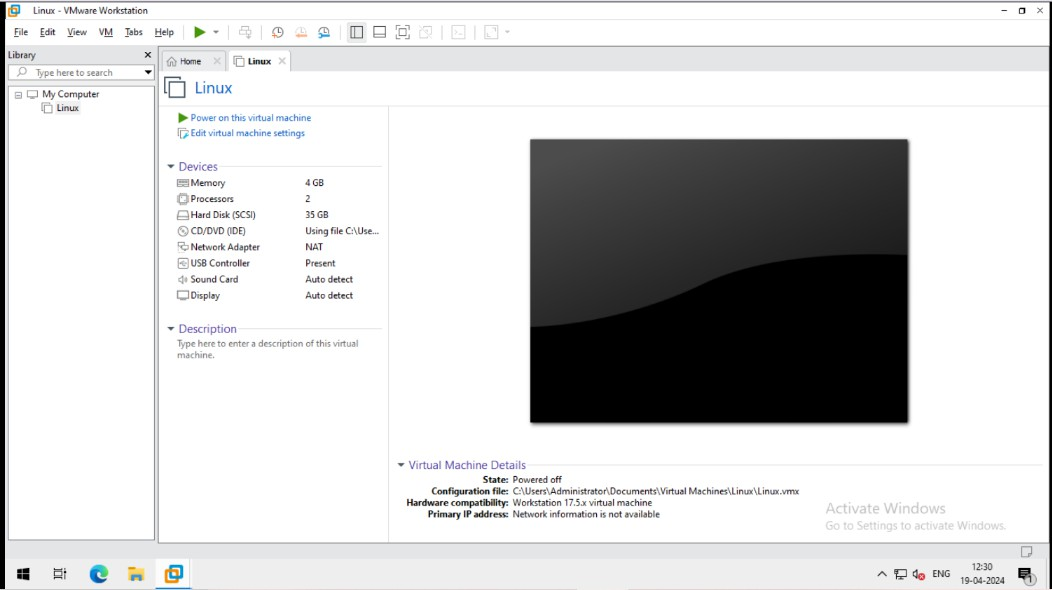 Linux - VMware Workstation
File Edit View VM Tabs Help
Library
Type here to search
My Computer
Linux
Home
Linux
Linux
Power on this virtual machine
Edit virtual machine settings
Devices
Memory 4 GB
Processors 2
Hard Disk (SCSI) 35 GB
CD/DVD (IDE) Using file C:\Use...
Network Adapter NAT
USB Controller Present
Sound Card Auto detect
Display Auto detect
Description
Type here to enter a description of this virtual
machine.
Virtual Machine Details
State: Powered off
Configuration file: C:\Users\Administrator\Documents\Virtual Machines\Linux\Linux.vmx
Hardware compatibility: Workstation 17.5.x virtual machine
Primary IP address: Network information is not available
Activate Windows
Go to Settings to activate Windows.
ENG
12:30
19-04-2024
1